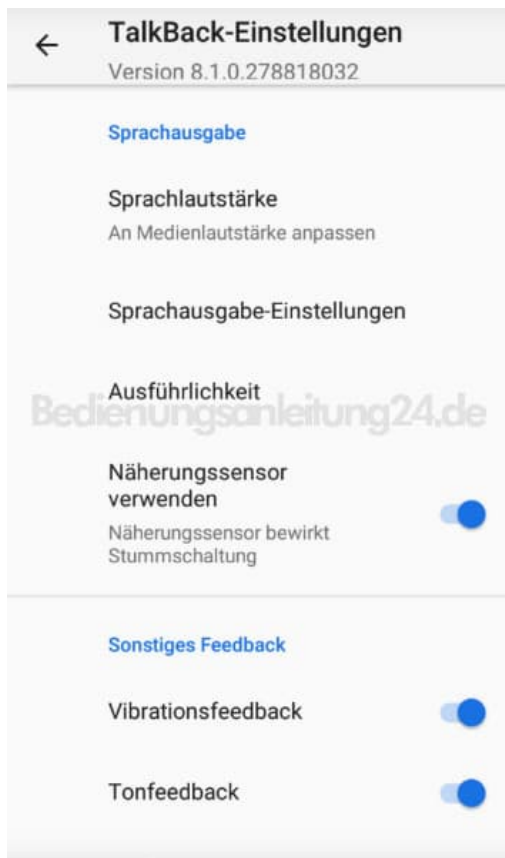 TalkBack-Einstellungen
Version 8.1.0.278818032
Sprachausgabe
Sprachlautstärke
An Medienlautstärke anpassen
Sprachausgabe-Einstellungen
Ausführlichkeit
Bedienungsanleitung24.de
Näherungssensor
verwenden
Näherungssensor bewirkt
Stummschaltung
Sonstiges Feedback
Vibrationsfeedback
Tonfeedback